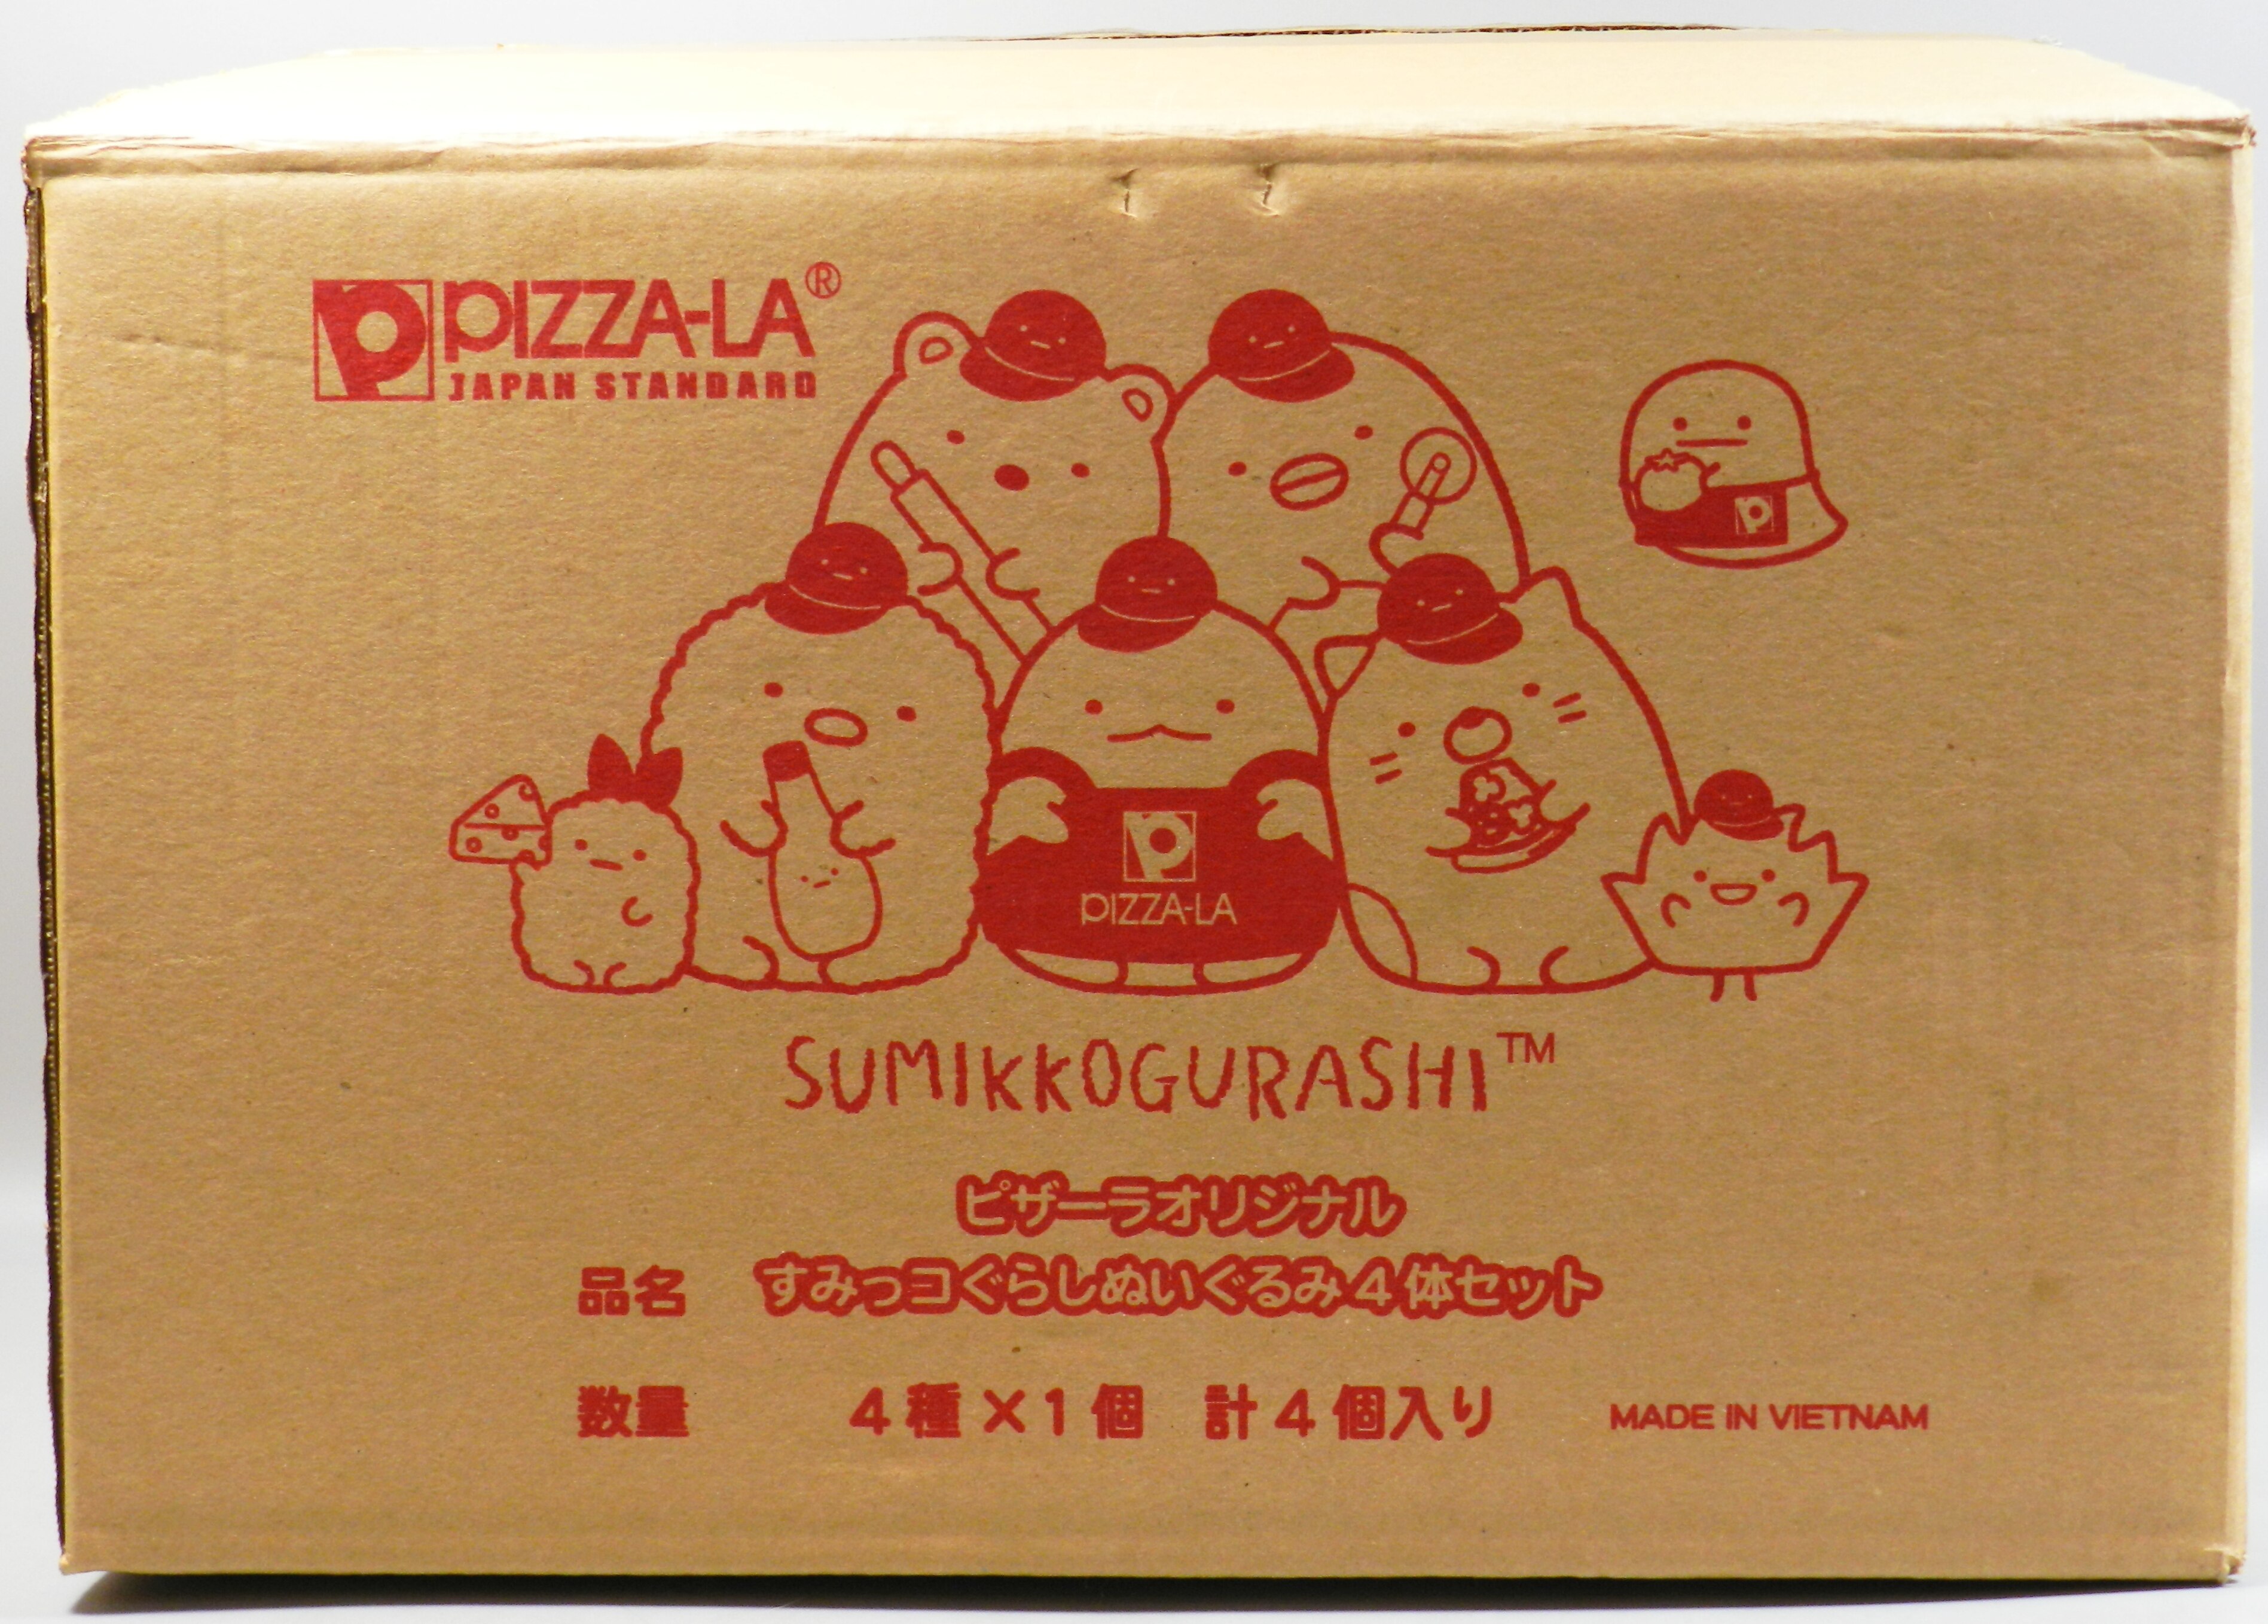 PIZZA-LA®
JAPAN STANDARD
PIZZA-LA
SUMIKKOGURASHI™
ピザーラオリジナル
品名 すみっコぐらしぬいぐるみ4体セット
数量 4種×1個 計4個入り MADE IN VIETNAM